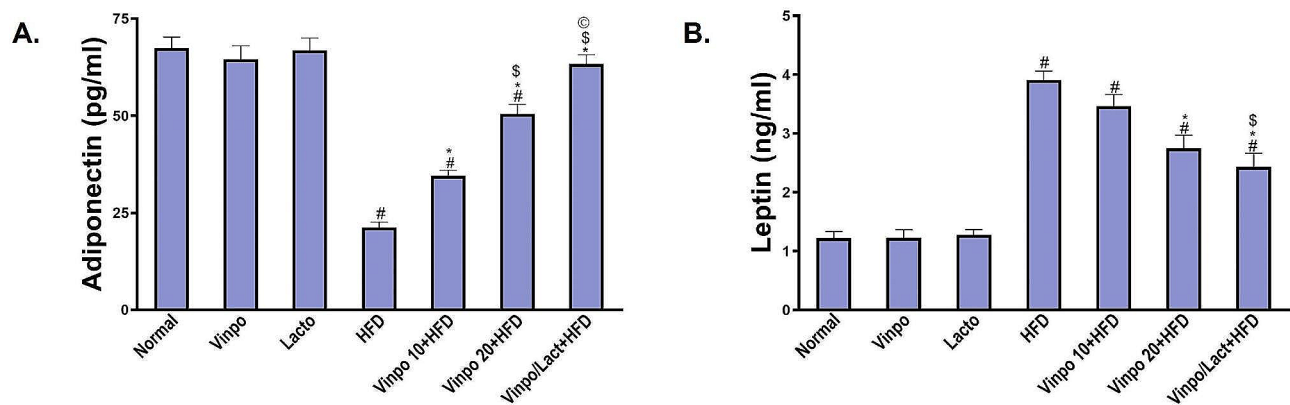 A.
Adiponectin (pg/ml)
75
50
25
0
#
*
#
$
*
#
©
$
*
Normal
Vinpo
Lacto
HFD
Vinpo 10+HFD
Vinpo 20+HFD
Vinpo/Lact+HFD
B.
Leptin (ng/ml)
5
4
3
2
1
0
#
#
*
#
$
*
#
Normal
Vinpo
Lacto
HFD
Vinpo 10+HFD
Vinpo 20+HFD
Vinpo/Lact+HFD